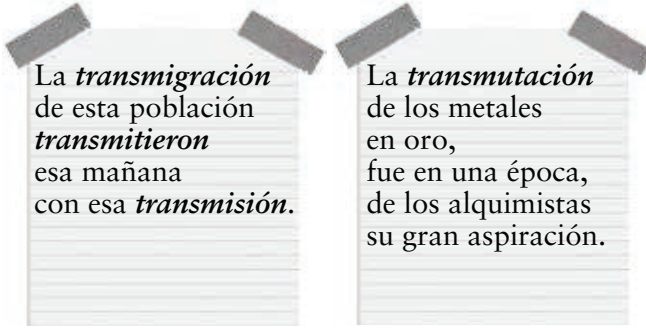 La transmigración
de esta población
transmitieron
esa mañana
con esa transmisión.
La transmutación
de los metales
en oro,
fue en una época,
de los alquimistas
su gran aspiración.